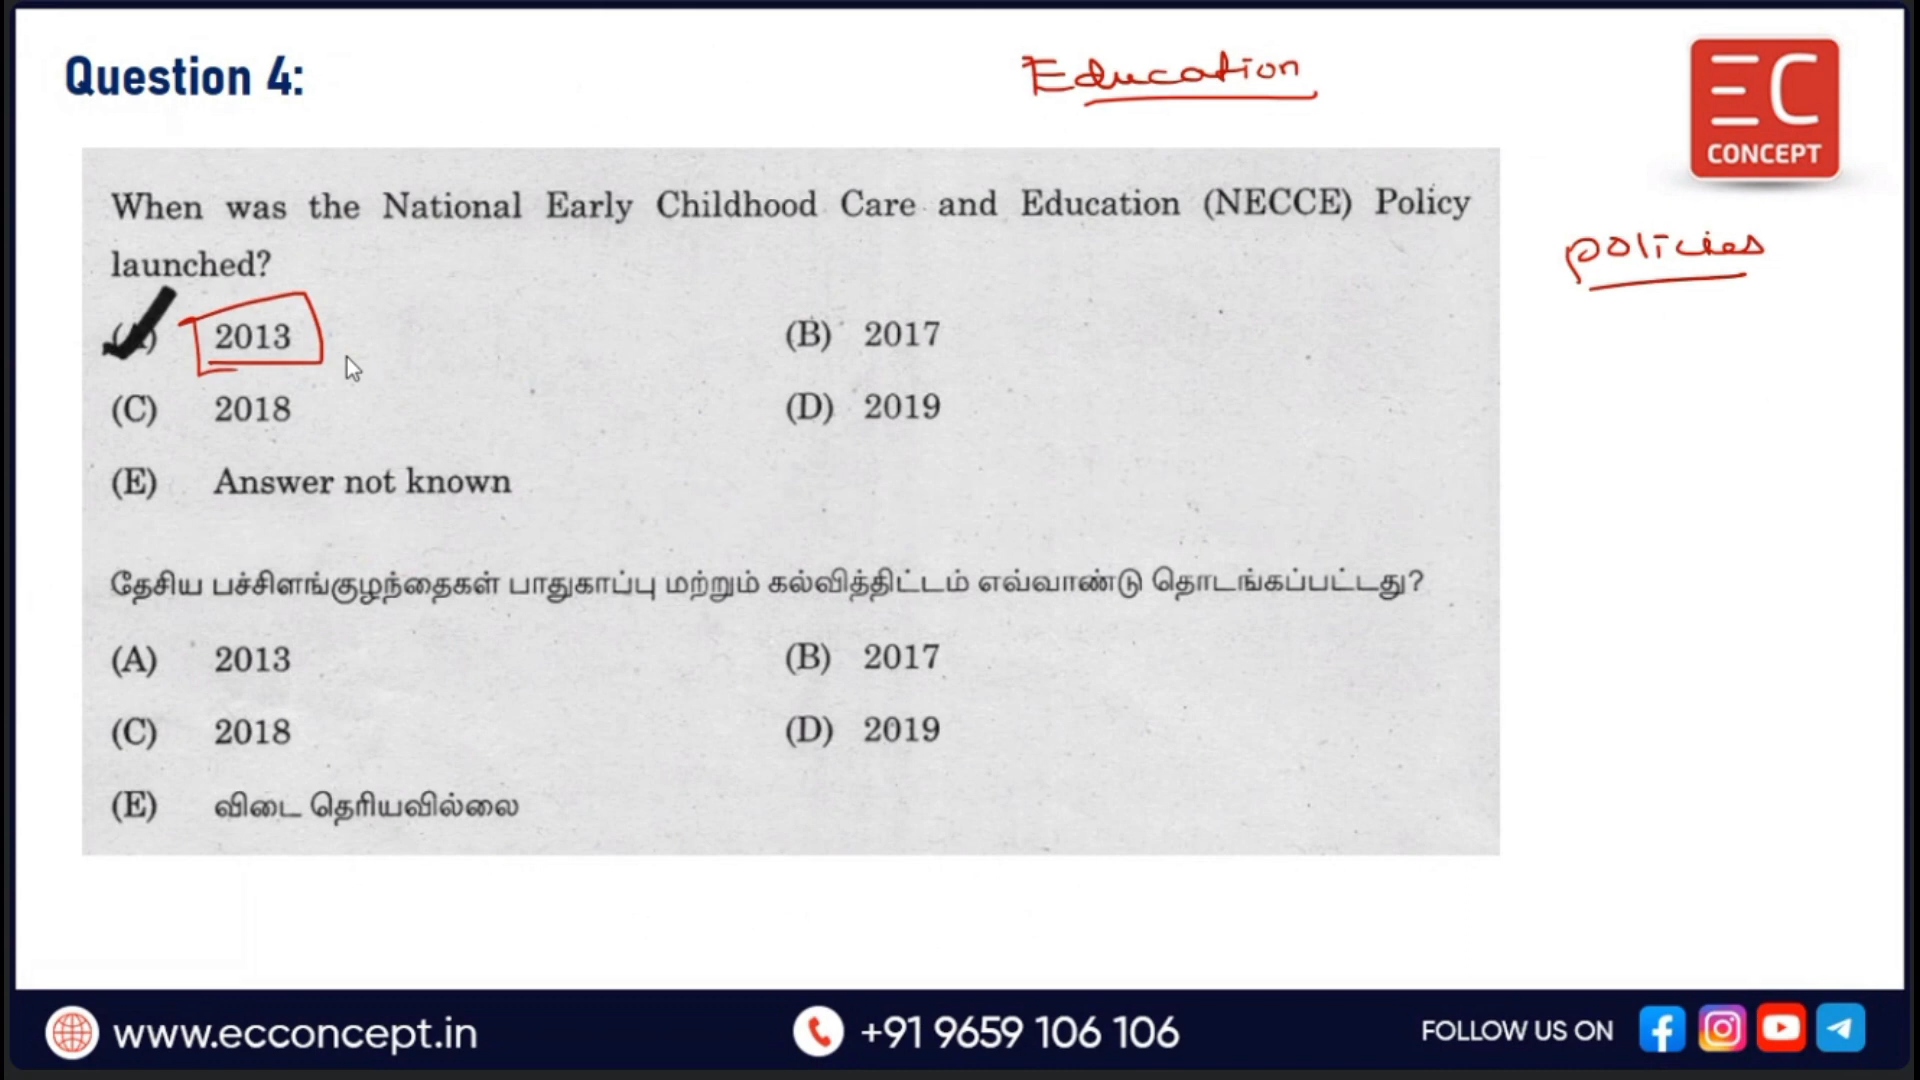 Question 4:
Education
EC
CONCEPT
When was the National Early Childhood Care and Education (NECCE) Policy
launched?
policies
(A) 2013 (B) 2017
(C) 2018 (D) 2019
(E) Answer not known
தேசிய பச்சிளங்குழந்தைகள் பாதுகாப்பு மற்றும் கல்வித்திட்டம் எவ்வாண்டு தொடங்கப்பட்டது?
(A) 2013 (B) 2017
(C) 2018 (D) 2019
(E) விடை தெரியவில்லை
www.ecconcept.in +91 9659 106 106 FOLLOW US ON